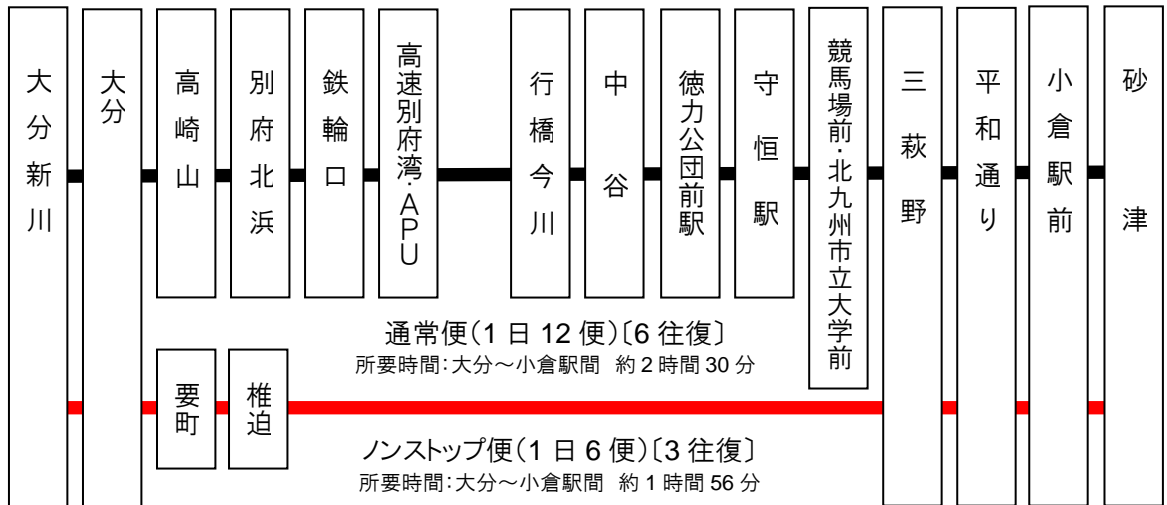 大分新川
大分
高崎山
別府北浜
鉄輪口
高速別府湾・APU
行橋今川
中谷
徳力公団前駅
守恒駅
競馬場前・北九州市立大学前
三萩野
平和通り
小倉駅前
砂津
通常便(1日12便)〔6往復〕
所要時間:大分～小倉駅間 約2時間30分
要町
椎迫
ノンストップ便(1日6便)〔3往復〕
所要時間:大分～小倉駅間 約1時間56分